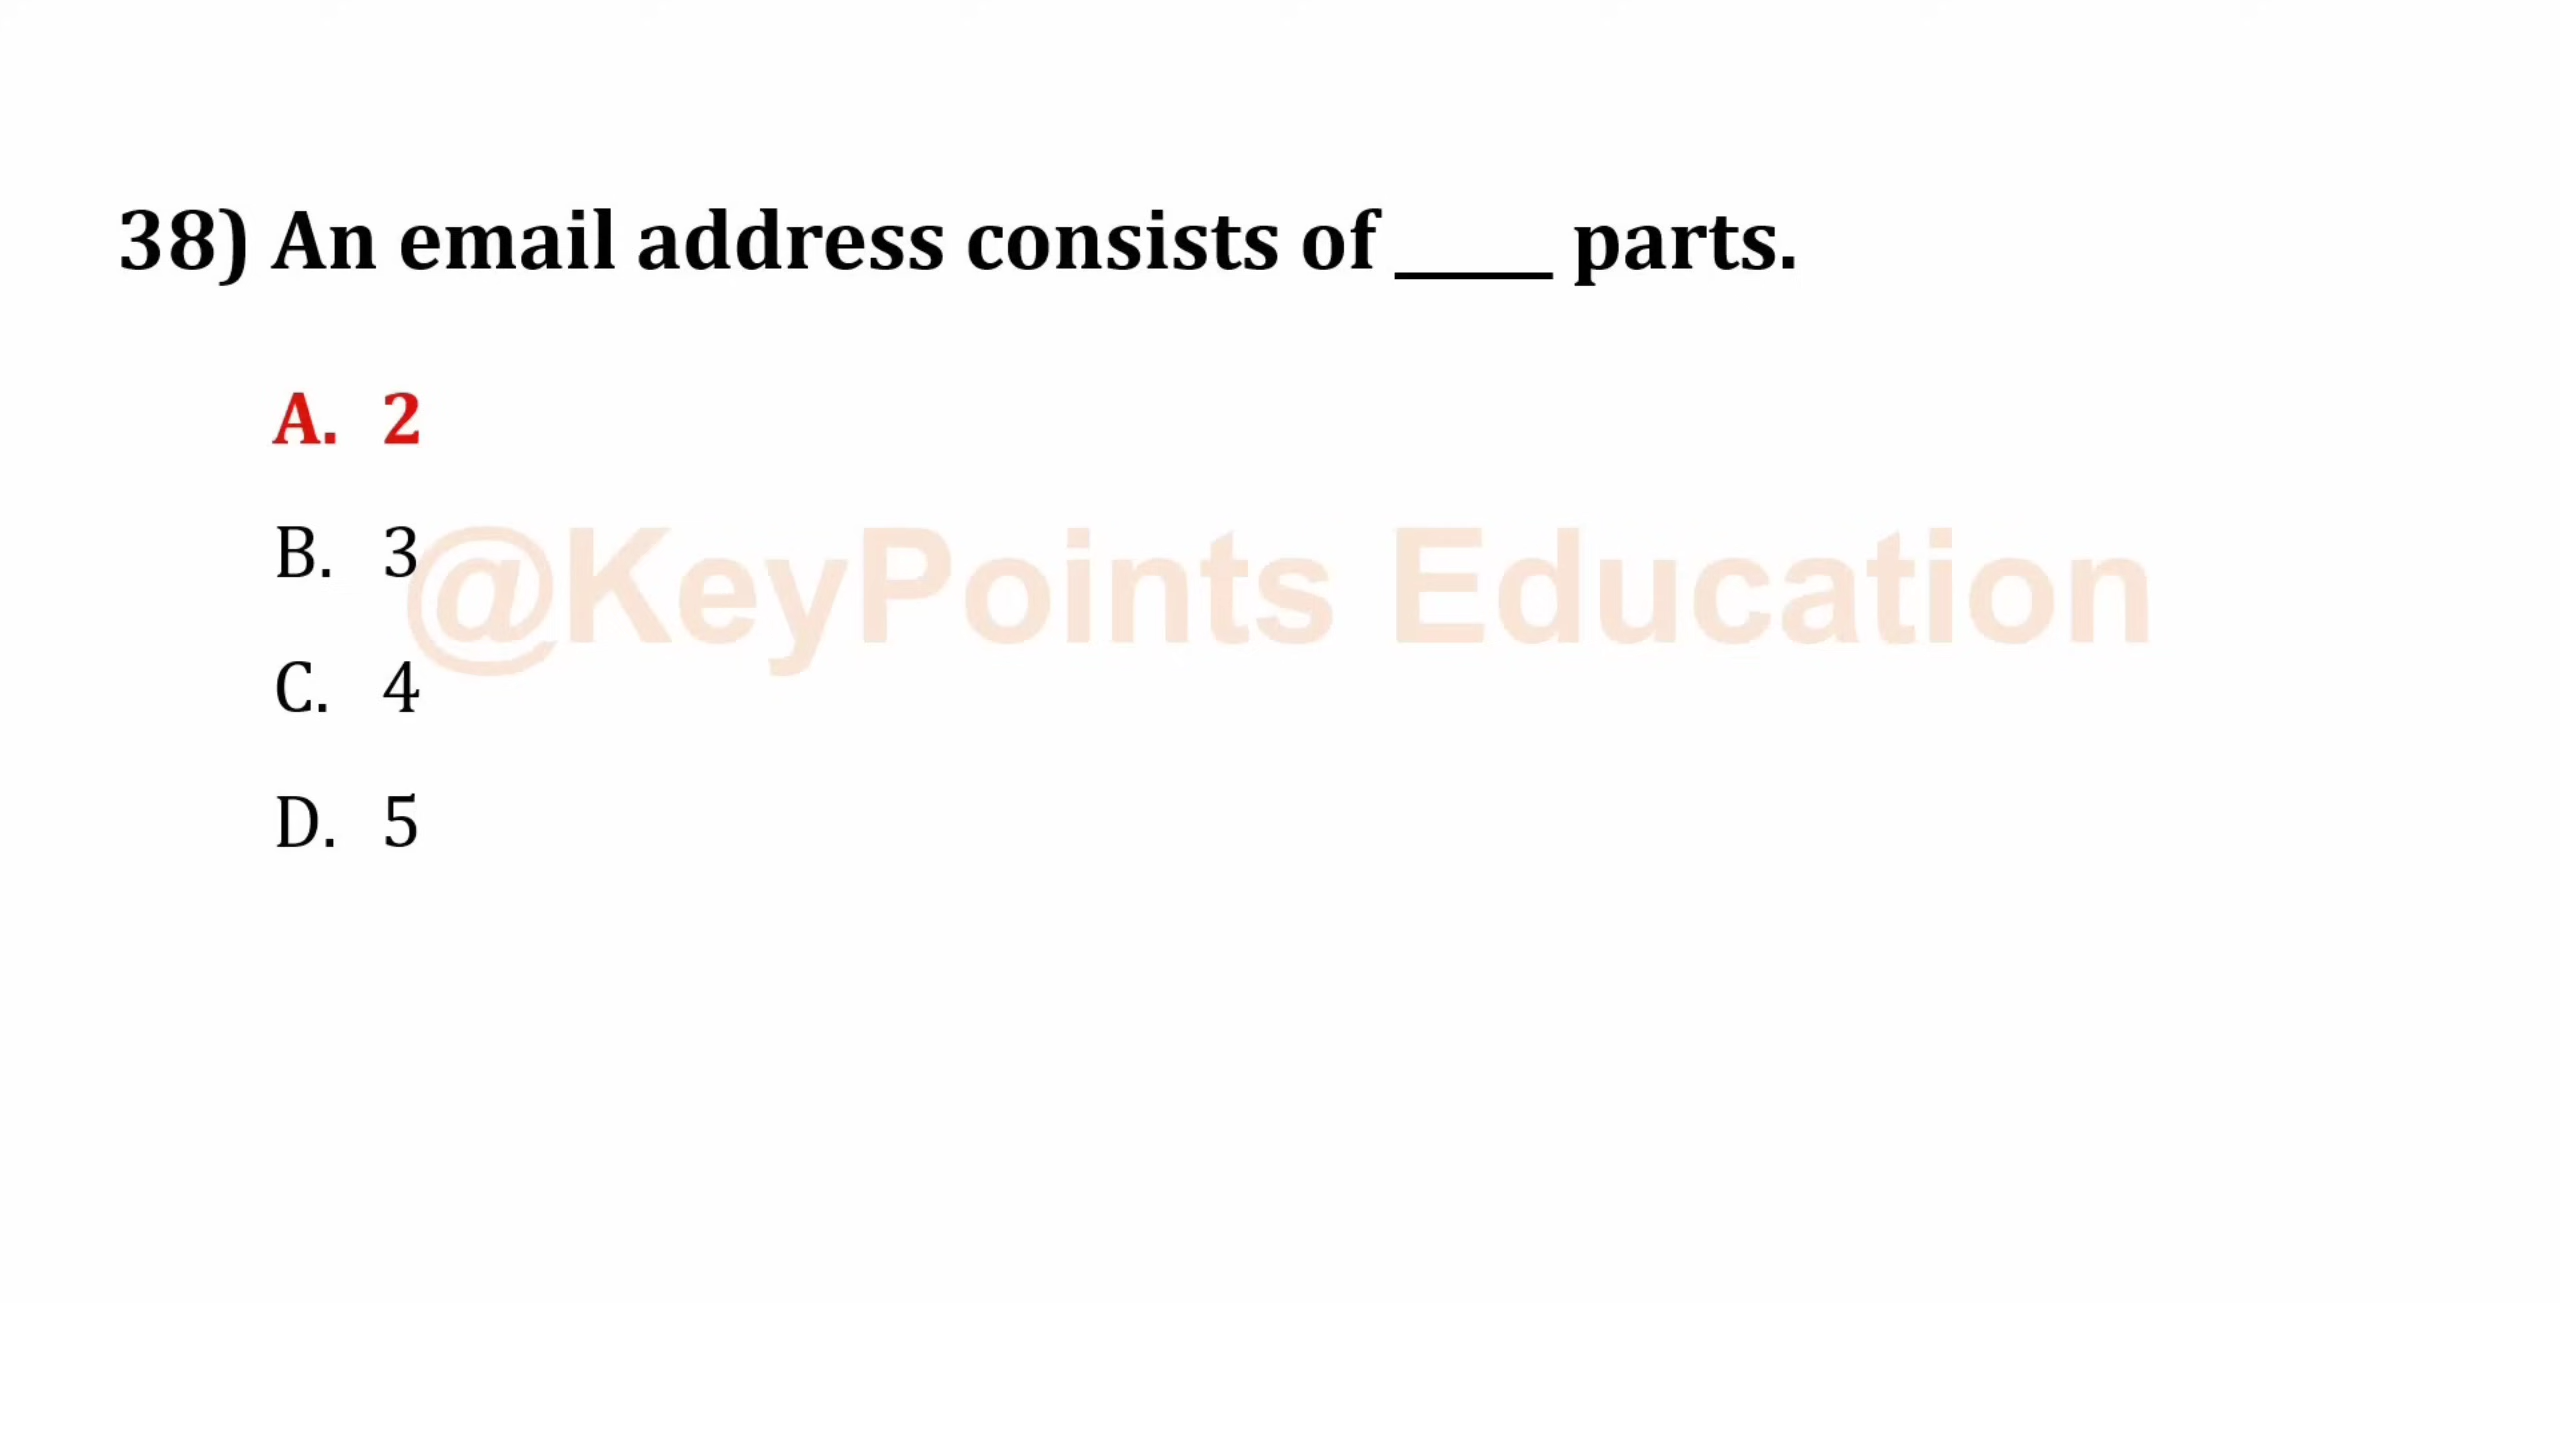 38) An email address consists of _____ parts.
A. 2
B. 3
@KeyPoints Education
C. 4
D. 5